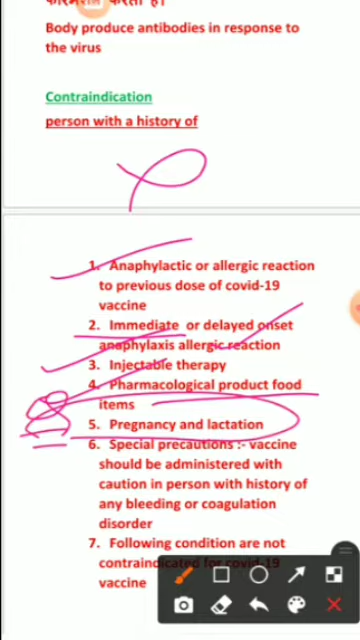 करता है।
Body produce antibodies in response to
the virus
Contraindication
person with a history of
1. Anaphylactic or allergic reaction
to previous dose of covid-19
vaccine
2. Immediate or delayed onset
anaphylaxis allergic reaction
3. Injectable therapy
4. Pharmacological product food
items
5. Pregnancy and lactation
6. Special precautions :- vaccine
should be administered with
caution in person with history of
any bleeding or coagulation
disorder
7. Following condition are not
contraindicated for covid-19
vaccine